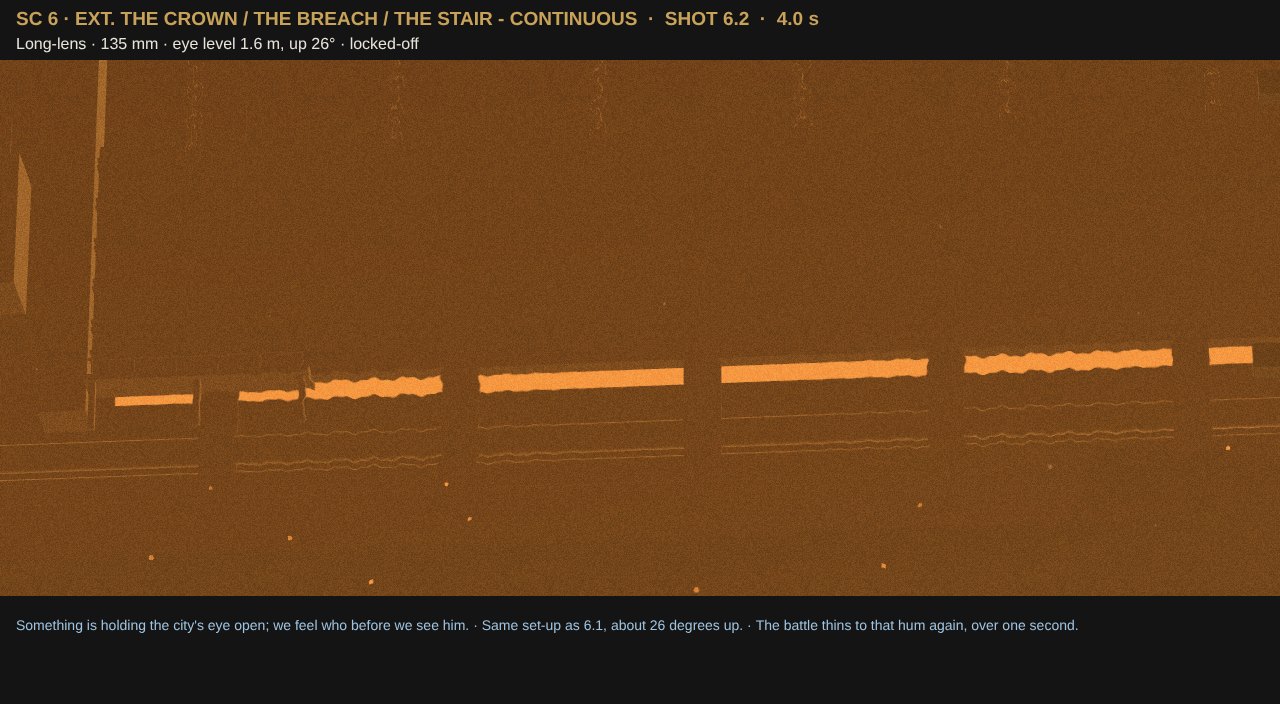 SC 6 · EXT. THE CROWN / THE BREACH / THE STAIR - CONTINUOUS · SHOT 6.2 · 4.0 s
Long-lens · 135 mm · eye level 1.6 m, up 26° · locked-off
Something is holding the city's eye open; we feel who before we see him. · Same set-up as 6.1, about 26 degrees up. · The battle thins to that hum again, over one second.